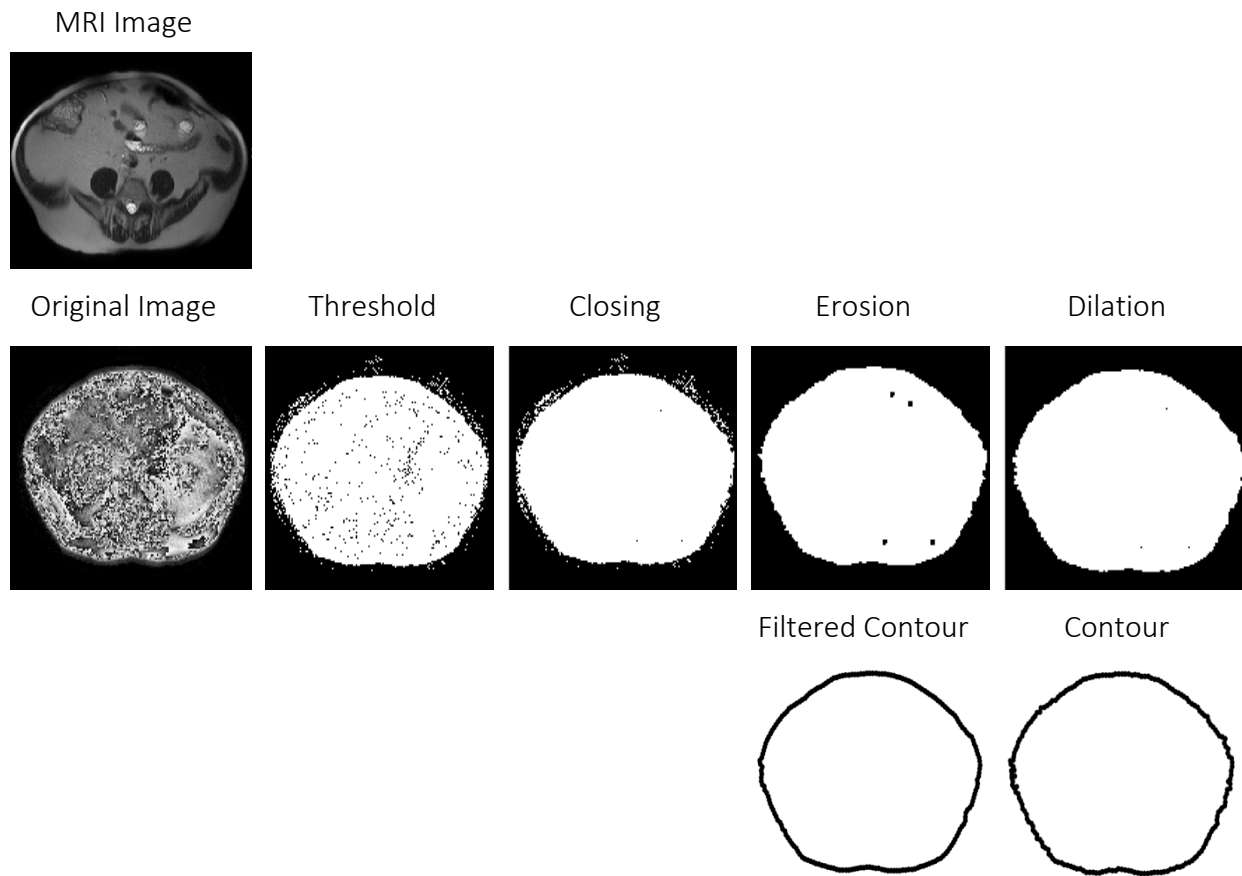 MRI Image
Original Image
Threshold
Closing
Erosion
Dilation
Filtered Contour
Contour